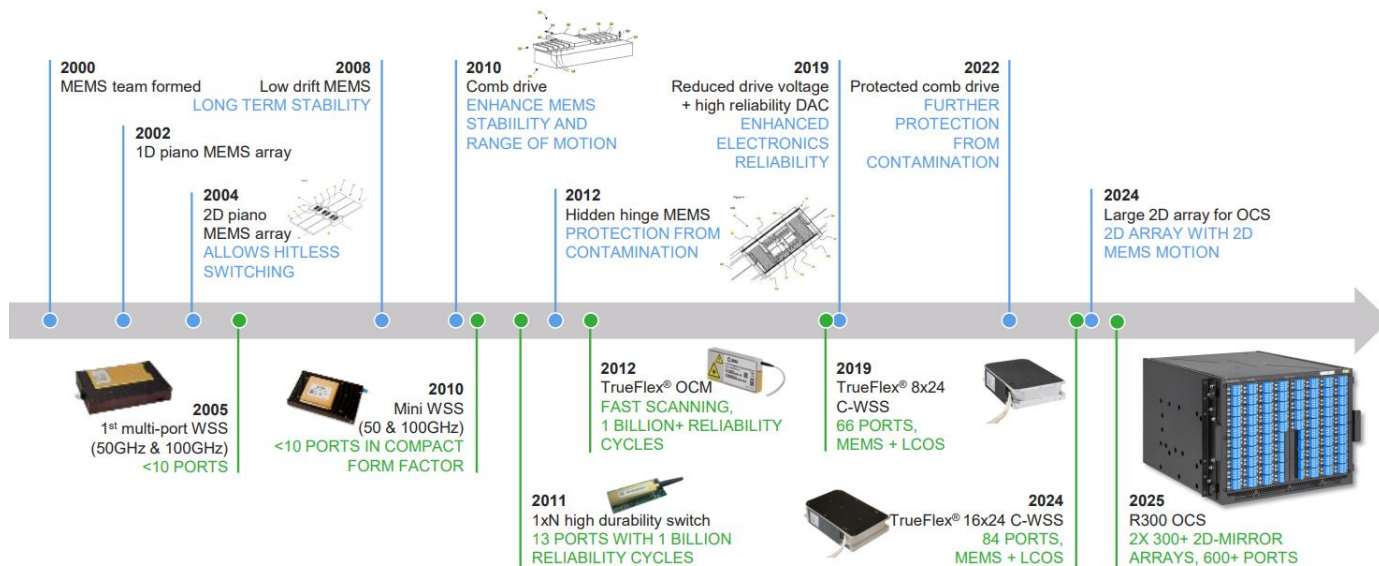 2000
MEMS team formed
2008
Low drift MEMS
LONG TERM STABILITY
2002
1D piano MEMS array
2004
2D piano
MEMS array
ALLOWS HITLESS
SWITCHING
2010
Comb drive
ENHANCE MEMS
STABIILITY AND
RANGE OF MOTION
2012
Hidden hinge MEMS
PROTECTION FROM
CONTAMINATION
2019
Reduced drive voltage
+ high reliability DAC
ENHANCED
ELECTRONICS
RELIABILITY
2022
Protected comb drive
FURTHER
PROTECTION
FROM
CONTAMINATION
2024
Large 2D array for OCS
2D ARRAY WITH 2D
MEMS MOTION
2005
1st multi-port WSS
(50GHz & 100GHz)
<10 PORTS
2010
Mini WSS
(50 & 100GHz)
<10 PORTS IN COMPACT
FORM FACTOR
2012
TrueFlex® OCM
FAST SCANNING,
1 BILLION+ RELIABILITY
CYCLES
2011
1xN high durability switch
13 PORTS WITH 1 BILLION
RELIABILITY CYCLES
2019
TrueFlex® 8x24
C-WSS
66 PORTS,
MEMS + LCOS
2024
TrueFlex® 16x24 C-WSS
84 PORTS,
MEMS + LCOS
2025
R300 OCS
2X 300+ 2D-MIRROR
ARRAYS, 600+ PORTS